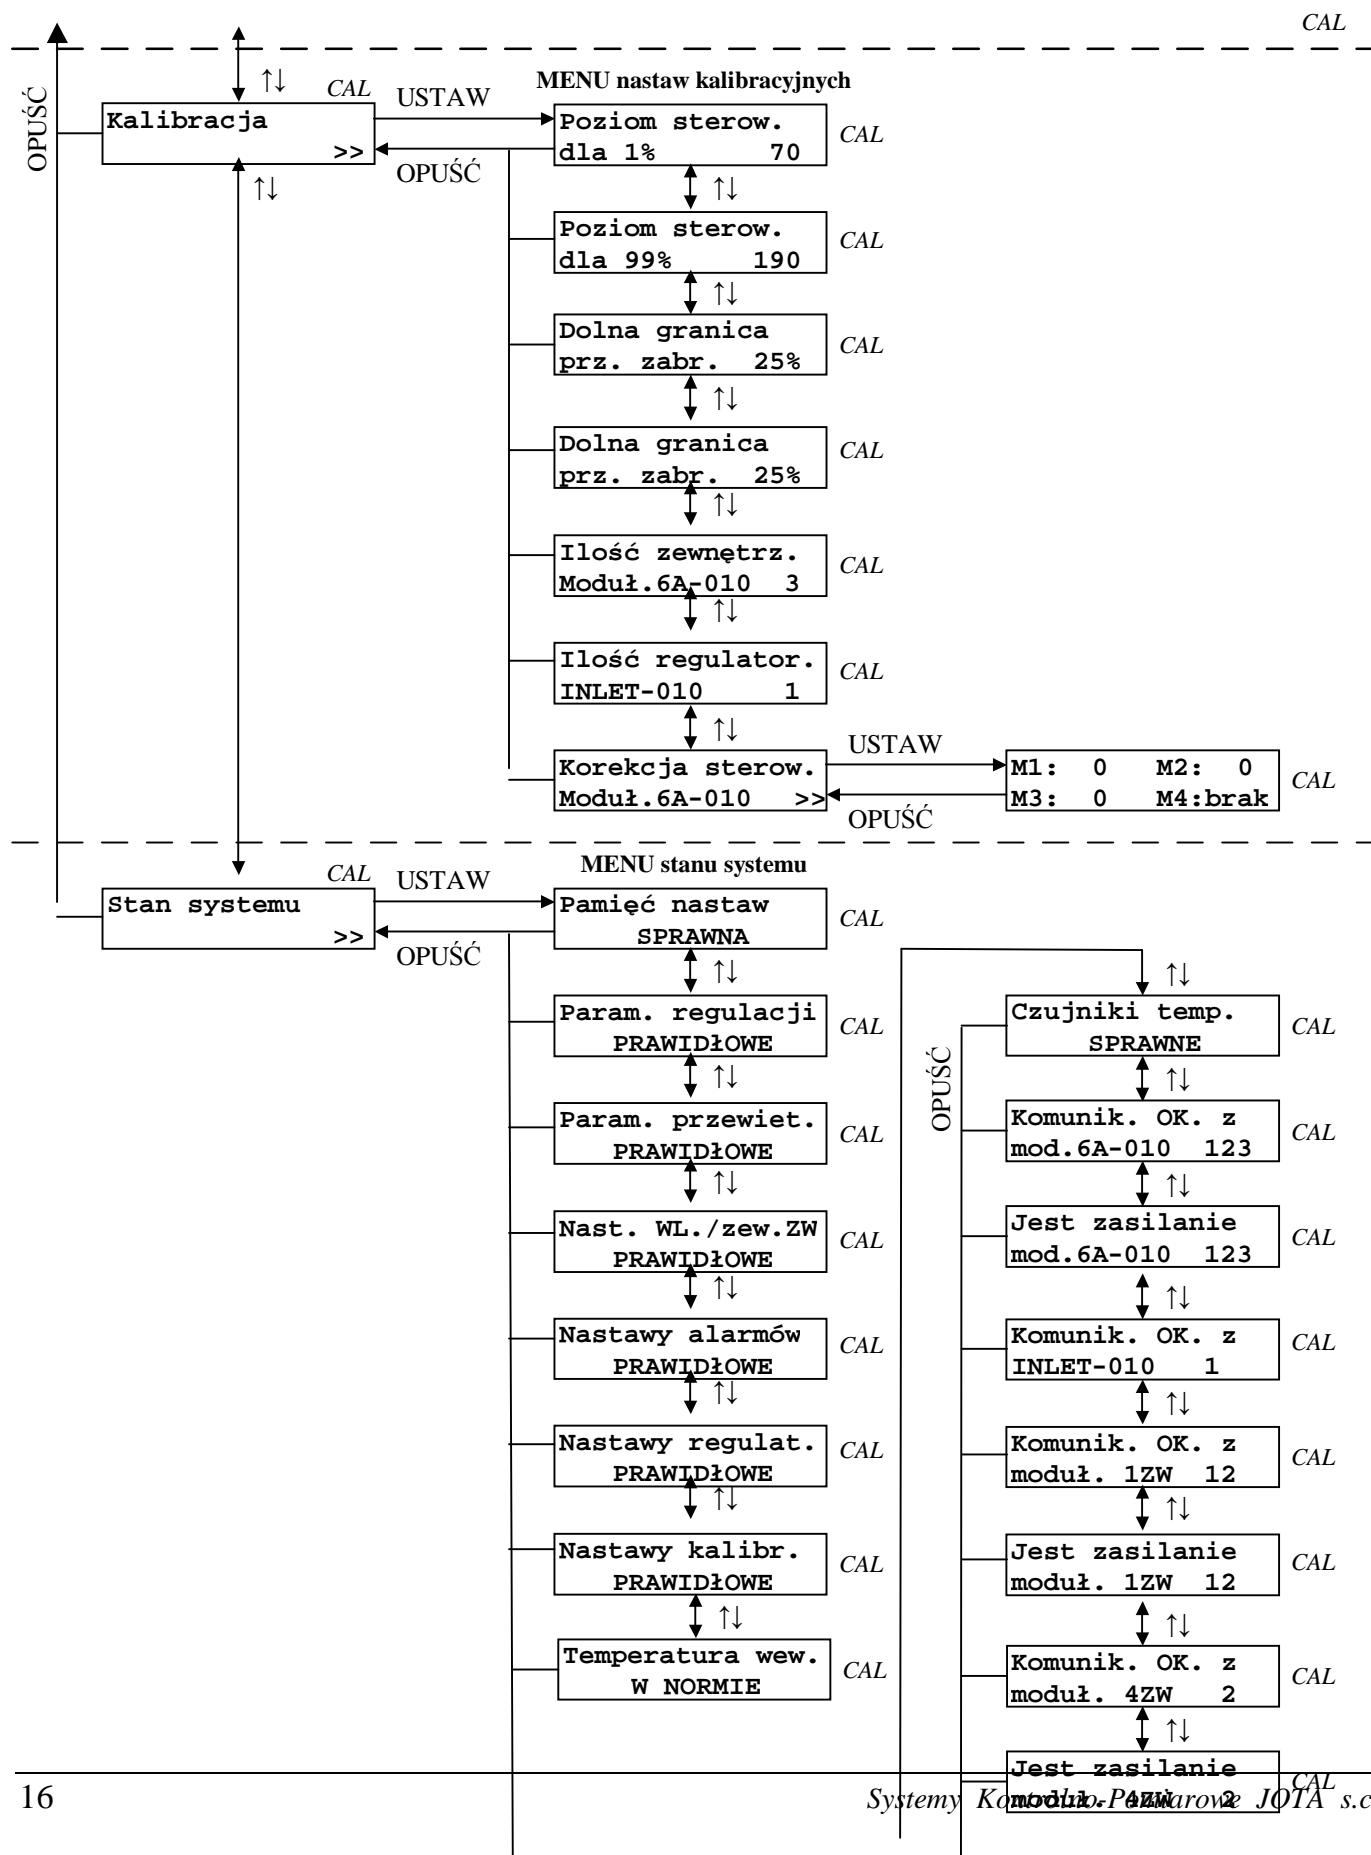 CAL
OPUŚĆ
↑↓
CAL
Kalibracja
>>
USTAW
OPUŚĆ
↑↓
MENU nastaw kalibracyjnych
Poziom sterow.
dla 1% 70
CAL
↑↓
Poziom sterow.
dla 99% 190
CAL
↑↓
Dolna granica
prz. zabr. 25%
CAL
↑↓
Dolna granica
prz. zabr. 25%
CAL
↑↓
Ilość zewnętrz.
Moduł.6A-010 3
CAL
↑↓
Ilość regulator.
INLET-010 1
CAL
↑↓
Korekcja sterow.
Moduł.6A-010 >>
USTAW
OPUŚĆ
M1: 0 M2: 0
M3: 0 M4:brak
CAL
CAL
Stan systemu
>>
USTAW
OPUŚĆ
MENU stanu systemu
Pamięć nastaw
SPRAWNA
CAL
↑↓
Param. regulacji
PRAWIDŁOWE
CAL
↑↓
Param. przewiet.
PRAWIDŁOWE
CAL
↑↓
Nast. WL./zew.ZW
PRAWIDŁOWE
CAL
↑↓
Nastawy alarmów
PRAWIDŁOWE
CAL
↑↓
Nastawy regulat.
PRAWIDŁOWE
CAL
↑↓
Nastawy kalibr.
PRAWIDŁOWE
CAL
↑↓
Temperatura wew.
W NORMIE
CAL
↑↓
OPUŚĆ
Czujniki temp.
SPRAWNE
CAL
↑↓
Komunik. OK. z
mod.6A-010 123
CAL
↑↓
Jest zasilanie
mod.6A-010 123
CAL
↑↓
Komunik. OK. z
INLET-010 1
CAL
↑↓
Komunik. OK. z
moduł. 1ZW 12
CAL
↑↓
Jest zasilanie
moduł. 1ZW 12
CAL
↑↓
Komunik. OK. z
moduł. 4ZW 2
CAL
↑↓
Jest zasilanie
moduł. 4ZW 2
CAL
16
Systemy Kontrolno-Pomiarowe JOTA s.c